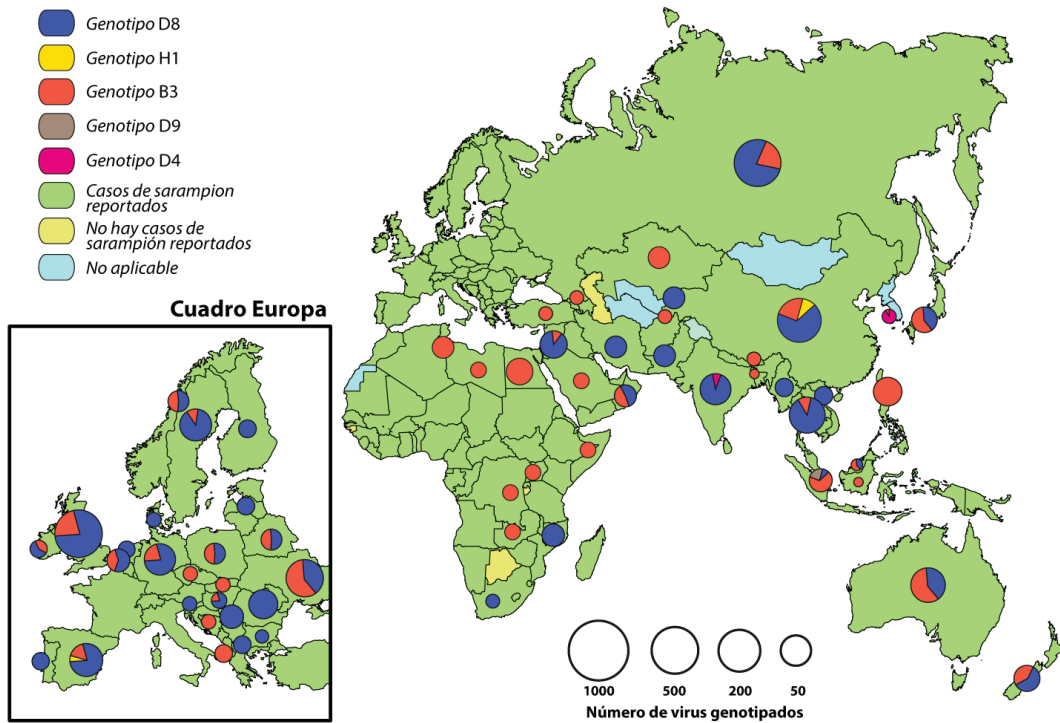 Genotipo D8
Genotipo H1
Genotipo B3
Genotipo D9
Genotipo D4
Casos de sarampion
reportados
No hay casos de
sarampión reportados
No aplicable
Cuadro Europa
1000 500 200 50
Número de virus genotipados